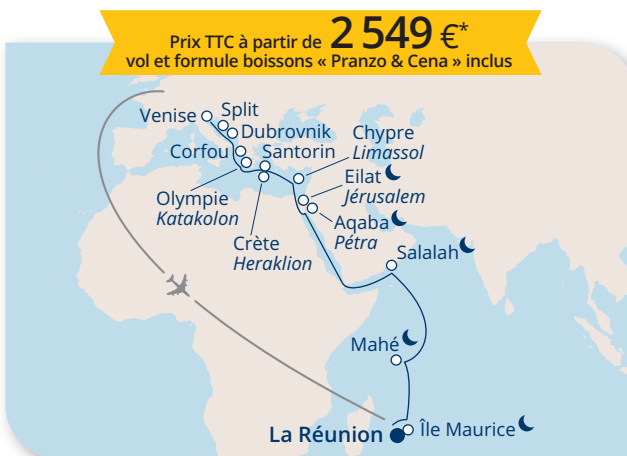 Prix TTC à partir de 2 549 €*
vol et formule boissons « Pranzo & Cena » inclus
Venise
Split
Dubrovnik
Corfou
Santorin
Chypre
Limassol
Eilat
Jérusalem
Olympie
Katakolon
Aqaba
Pétra
Crète
Heraklion
Salalah
Mahé
La Réunion
Île Maurice